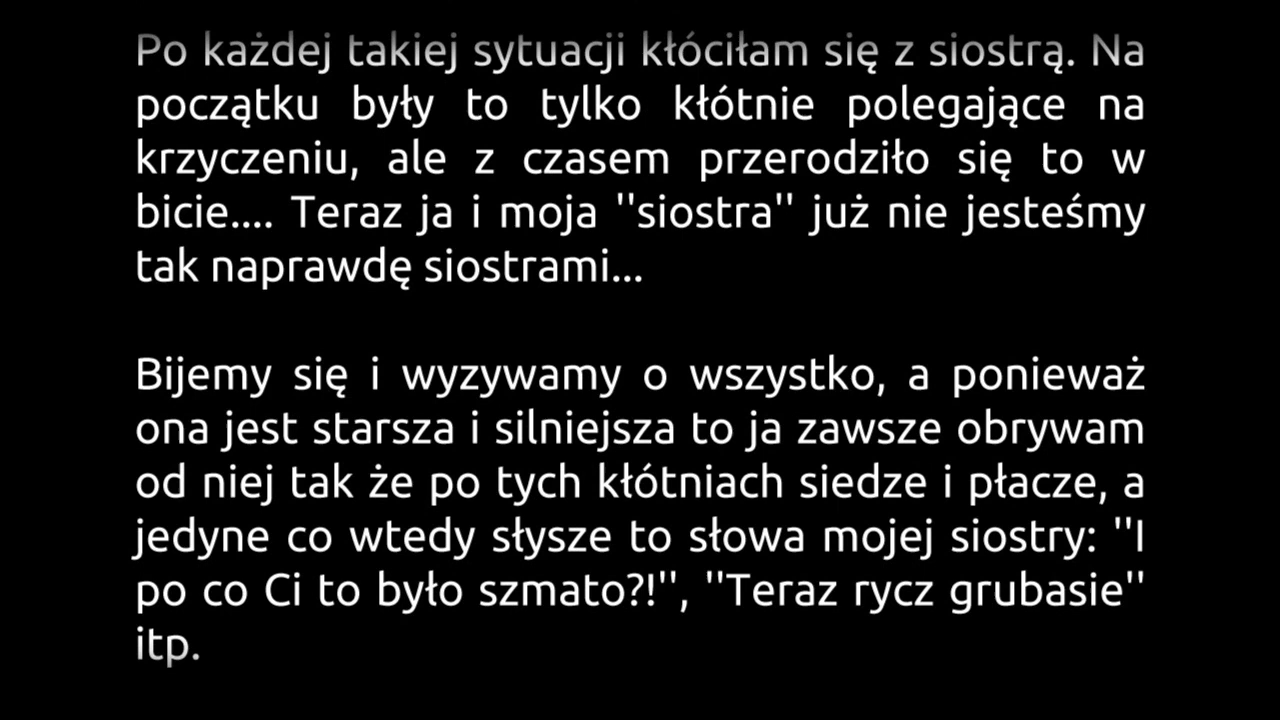 Po każdej takiej sytuacji kłóciłam się z siostrą. Na
początku były to tylko kłótnie polegające na
krzyczeniu, ale z czasem przerodziło się to w
bicie.... Teraz ja i moja ''siostra'' już nie jesteśmy
tak naprawdę siostrami...
Bijemy się i wyzywamy o wszystko, a ponieważ
ona jest starsza i silniejsza to ja zawsze obrywam
od niej tak że po tych kłótniach siedze i płacze, a
jedyne co wtedy słysze to słowa mojej siostry: ''I
po co Ci to było szmato?!'', ''Teraz rycz grubasie''
itp.